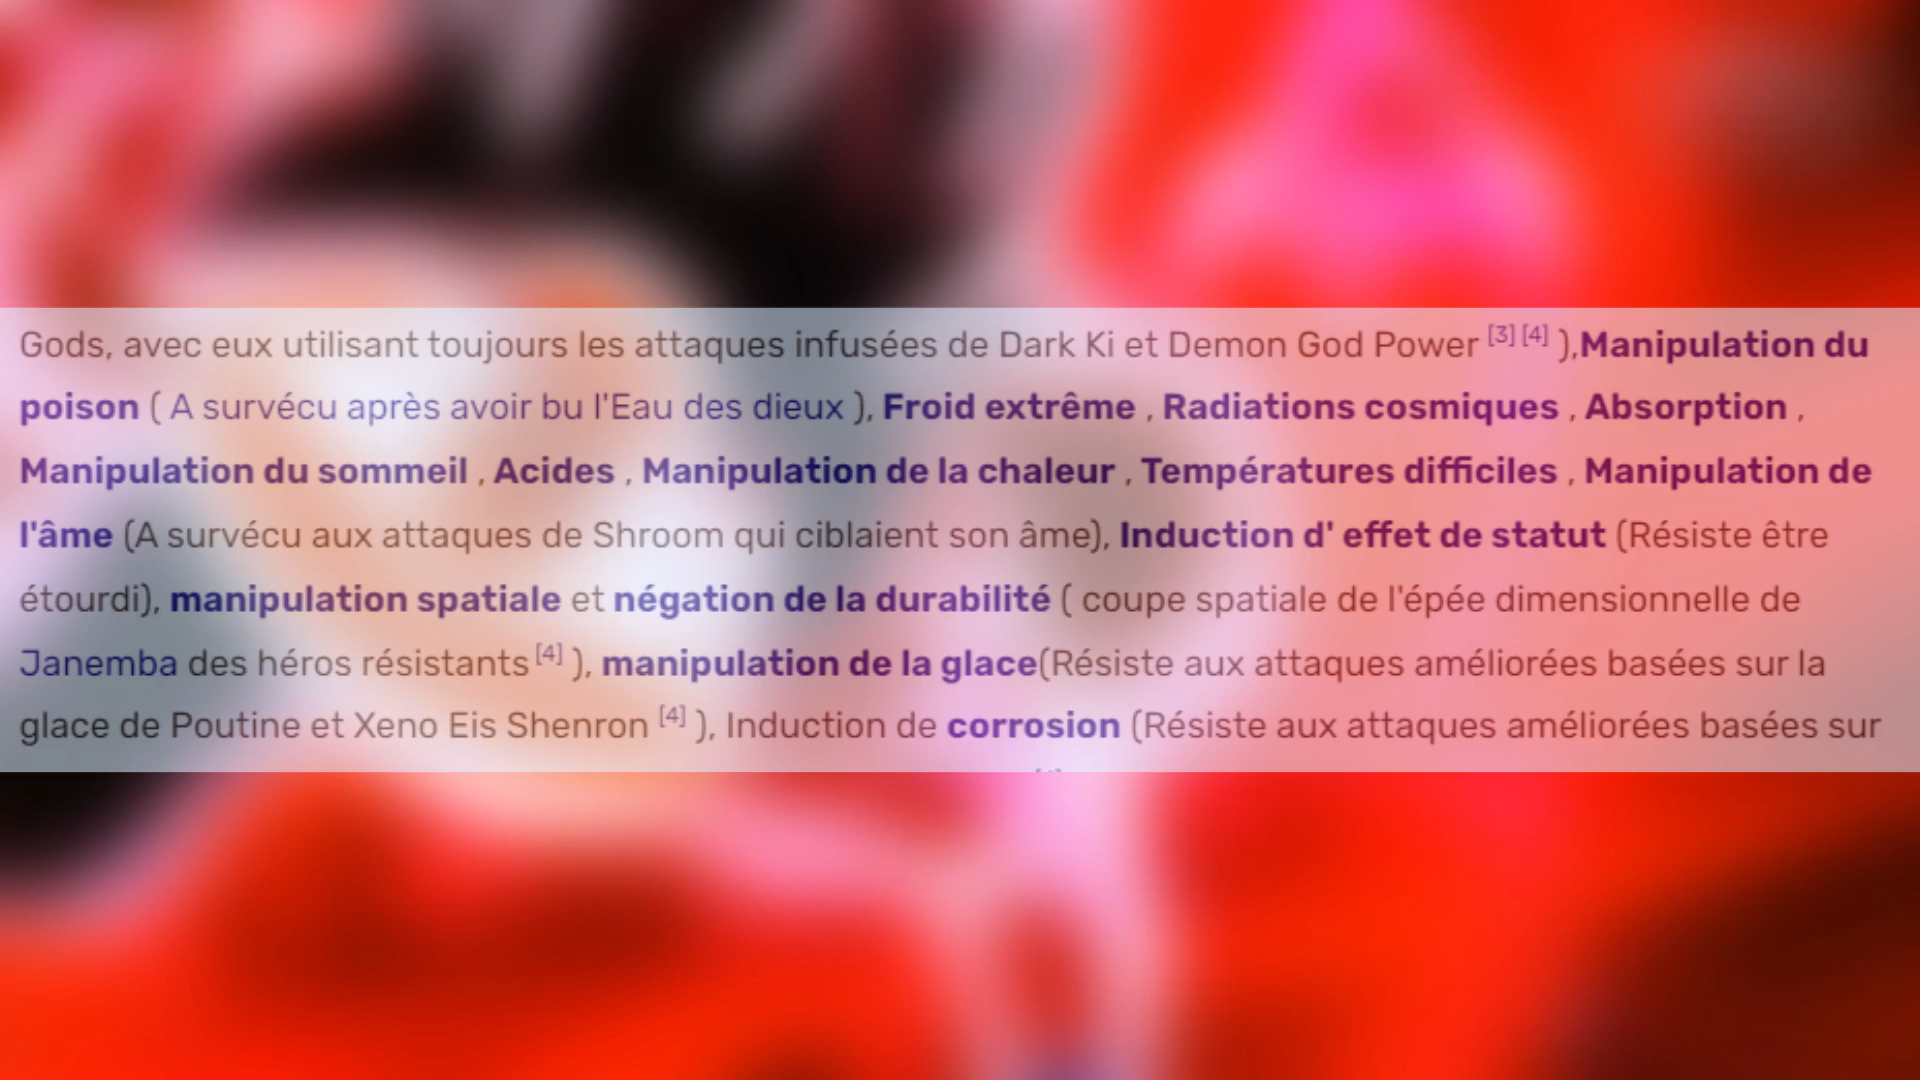 Gods, avec eux utilisant toujours les attaques infusées de Dark Ki et Demon God Power [3] [4] ),Manipulation du
poison ( A survécu après avoir bu l'Eau des dieux ), Froid extrême , Radiations cosmiques , Absorption ,
Manipulation du sommeil , Acides , Manipulation de la chaleur , Températures difficiles , Manipulation de
l'âme (A survécu aux attaques de Shroom qui ciblaient son âme), Induction d' effet de statut (Résiste être
étourdi), manipulation spatiale et négation de la durabilité ( coupe spatiale de l'épée dimensionnelle de
Janemba des héros résistants [4] ), manipulation de la glace(Résiste aux attaques améliorées basées sur la
glace de Poutine et Xeno Eis Shenron [4] ), Induction de corrosion (Résiste aux attaques améliorées basées sur